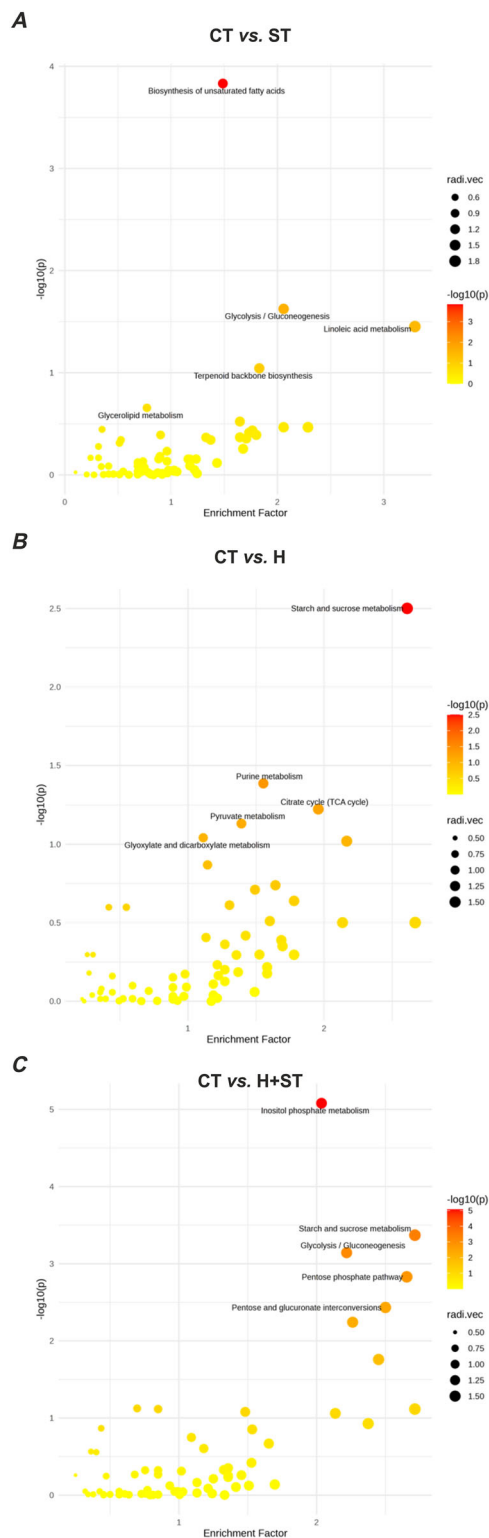 A
CT vs. ST
4
3
2
1
0
-log10(p)
Biosynthesis of unsaturated fatty acids
Glycolysis / Gluconeogenesis
Linoleic acid metabolism
Terpenoid backbone biosynthesis
Glycerolipid metabolism
0 1 2 3
Enrichment Factor
radi.vec
0.6
0.9
1.2
1.5
1.8
-log10(p)
3
2
1
0
B
CT vs. H
2.5
2.0
1.5
1.0
0.5
0.0
-log10(p)
Starch and sucrose metabolism
Purine metabolism
Citrate cycle (TCA cycle)
Pyruvate metabolism
Glyoxylate and dicarboxylate metabolism
1 2
Enrichment Factor
-log10(p)
2.5
2.0
1.5
1.0
0.5
radi.vec
0.50
0.75
1.00
1.25
1.50
C
CT vs. H+ST
5
4
3
2
1
0
-log10(p)
Inositol phosphate metabolism
Starch and sucrose metabolism
Glycolysis / Gluconeogenesis
Pentose phosphate pathway
Pentose and glucuronate interconversions
1 2
Enrichment Factor
-log10(p)
5
4
3
2
1
radi.vec
0.50
0.75
1.00
1.25
1.50